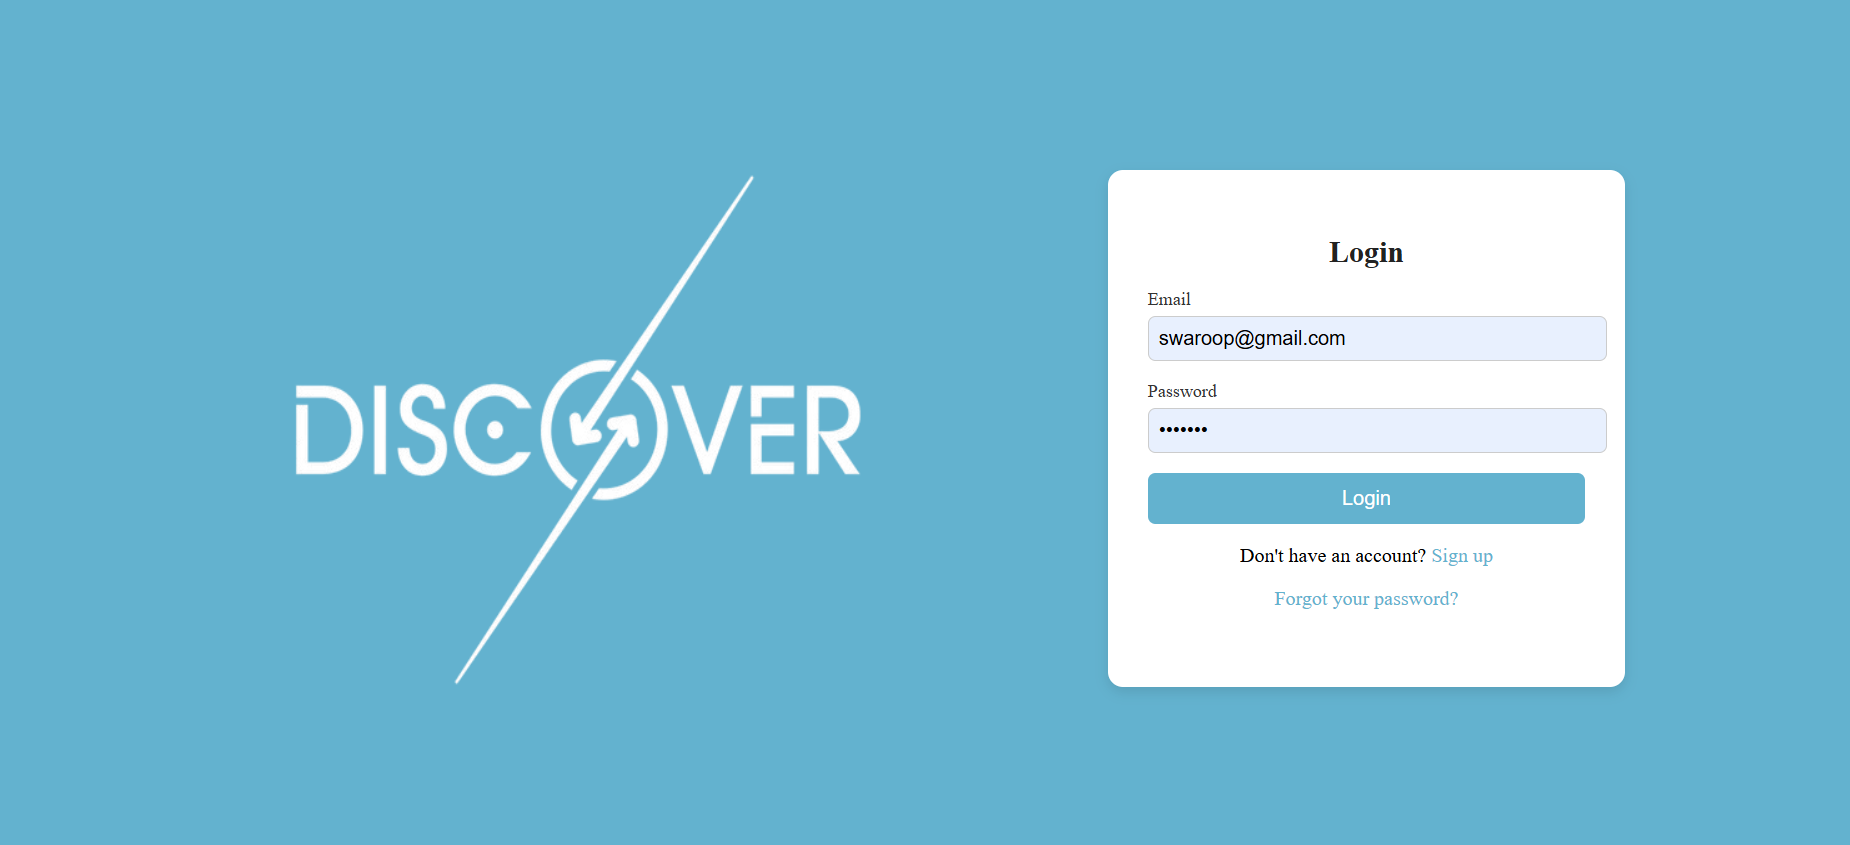 DISCOVER
Login
Email
swaroop@gmail.com
Password
•••••••
Login
Don't have an account? Sign up
Forgot your password?